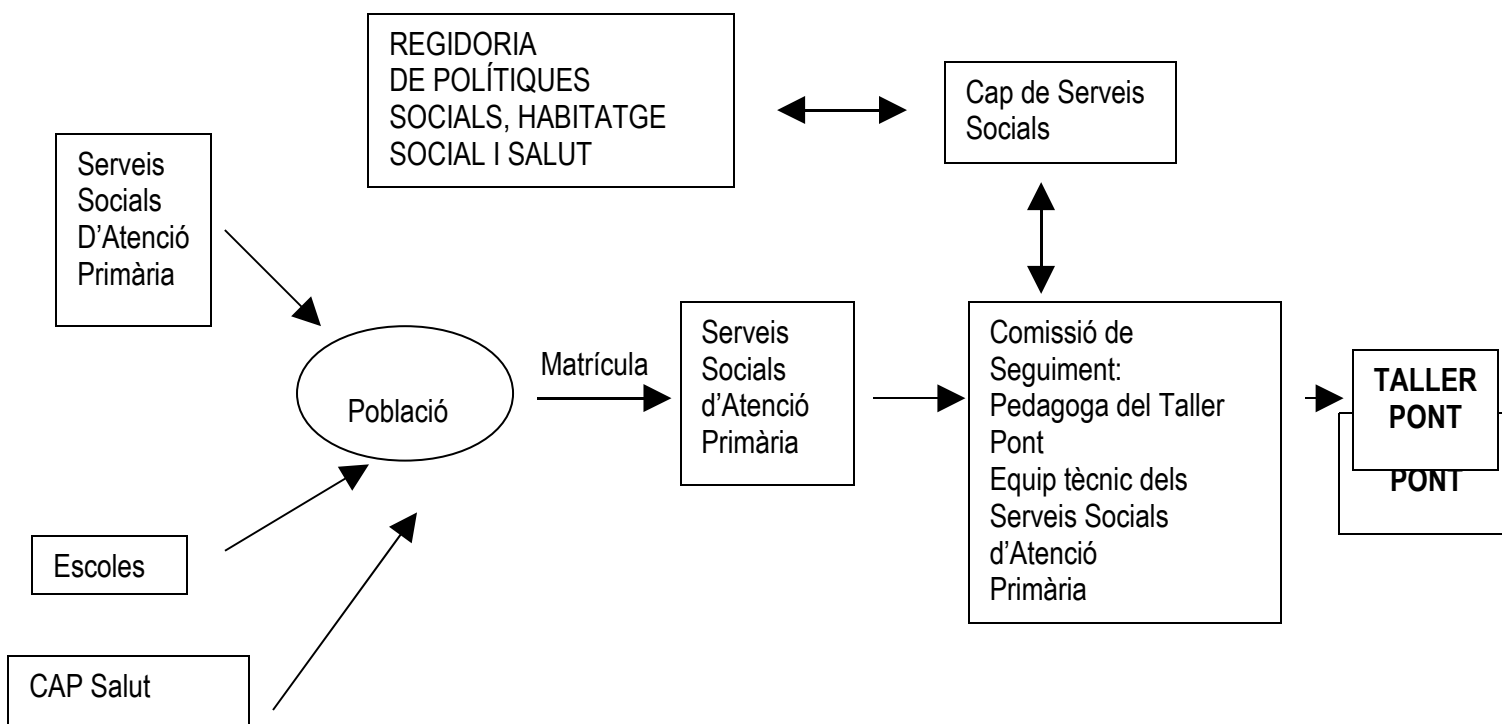 REGIDORIA
DE POLÍTIQUES
SOCIALS, HABITATGE
SOCIAL I SALUT
Cap de Serveis
Socials
Serveis
Socials
D’Atenció
Primària
Població
Matrícula
Serveis
Socials
d’Atenció
Primària
Comissió de
Seguiment:
Pedagoga del Taller
Pont
Equip tècnic dels
Serveis Socials
d’Atenció
Primària
TALLER
PONT
PONT
Escoles
CAP Salut